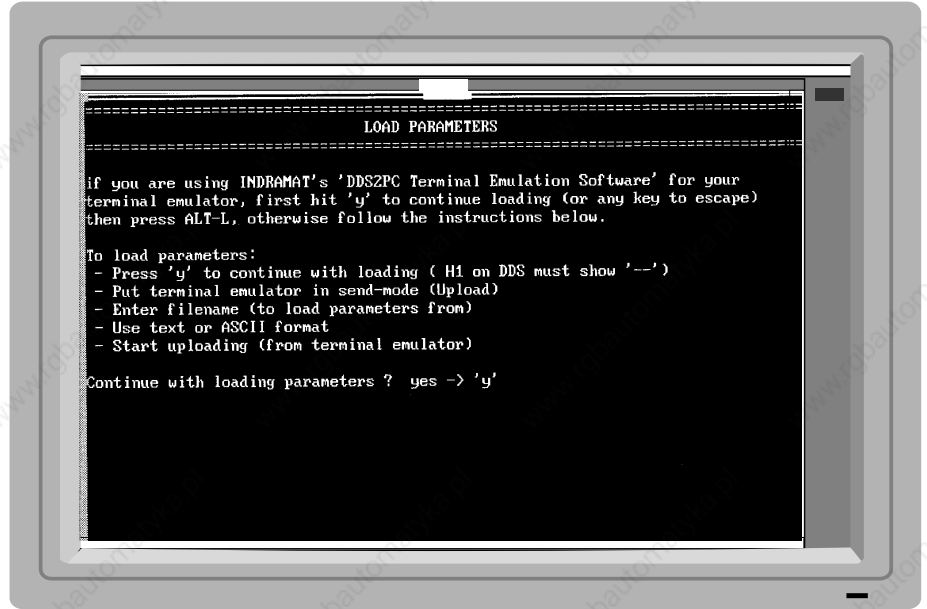 ==================================================
LOAD PARAMETERS
==================================================
if you are using INDRAMAT's 'DDS2PC Terminal Emulation Software' for your
terminal emulator, first hit 'y' to continue loading (or any key to escape)
then press ALT-L, otherwise follow the instructions below.
To load parameters:
- Press 'y' to continue with loading ( H1 on DDS must show '--')
- Put terminal emulator in send-mode (Upload)
- Enter filename (to load parameters from)
- Use text or ASCII format
- Start uploading (from terminal emulator)
Continue with loading parameters ?  yes -> 'y'